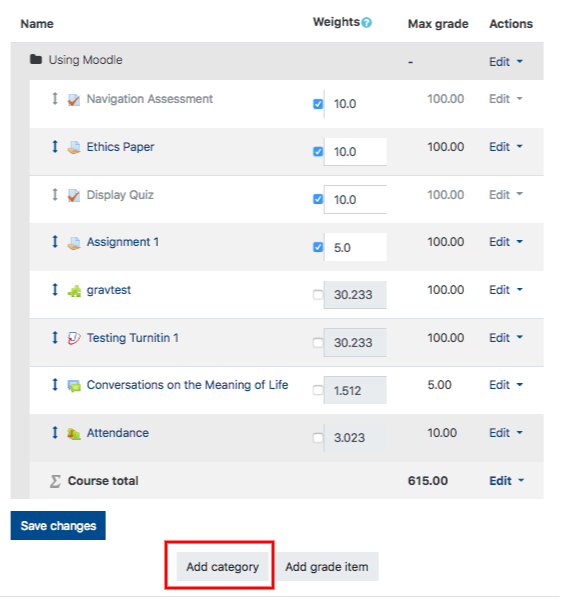 Name Weights Max grade Actions
Using Moodle - Edit
Navigation Assessment 10.0 100.00 Edit
Ethics Paper 10.0 100.00 Edit
Display Quiz 10.0 100.00 Edit
Assignment 1 5.0 100.00 Edit
gravtest 30.233 100.00 Edit
Testing Turnitin 1 30.233 100.00 Edit
Conversations on the Meaning of Life 1.512 5.00 Edit
Attendance 3.023 10.00 Edit
Σ Course total 615.00 Edit
Save changes
Add category Add grade item